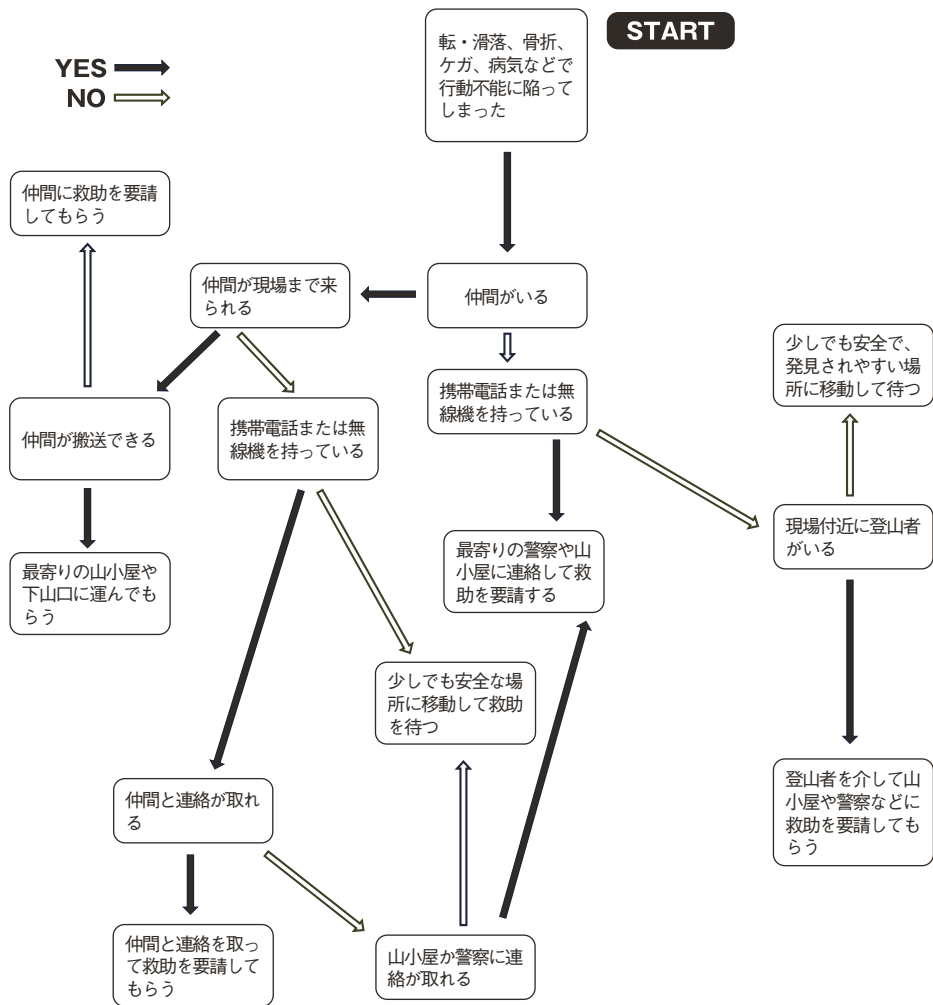 START
転・滑落、骨折、
ケガ、病気などで
行動不能に陥って
しまった
YES
NO
仲間に救助を要請
してもらう
仲間が現場まで来
られる
仲間がいる
少しでも安全で、
発見されやすい場
所に移動して待つ
携帯電話または無
線機を持っている
仲間が搬送できる
携帯電話または無
線機を持っている
現場付近に登山者
がいる
最寄りの警察や山
小屋に連絡して救
助を要請する
最寄りの山小屋や
下山口に運んでも
らう
少しでも安全な場
所に移動して救助
を待つ
登山者を介して山
小屋や警察などに
救助を要請しても
らう
仲間と連絡が取れ
る
仲間と連絡を取っ
て救助を要請して
もらう
山小屋か警察に連
絡が取れる